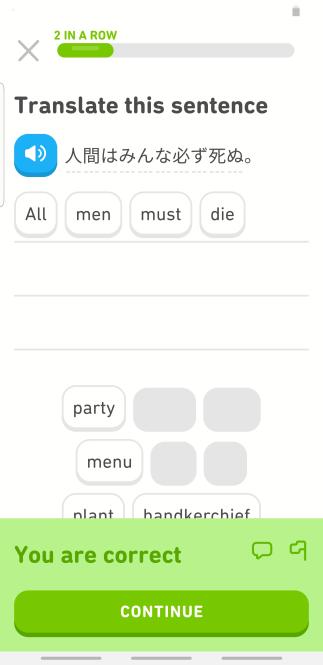 2 IN A ROW
Translate this sentence
人間はみんな必ず死ぬ。
All men must die
party
menu
plant handkerchief
You are correct
CONTINUE